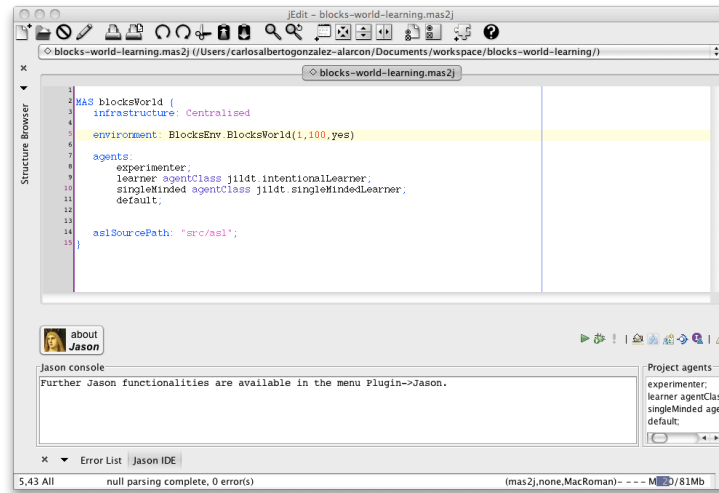 jEdit - blocks-world-learning.mas2j
◇ blocks-world-learning.mas2j (/Users/carlosalbertogonzalez-alarcon/Documents/workspace/blocks-world-learning/)
◇ blocks-world-learning.mas2j
Structure Browser
1
2 MAS blocksWorld {
3 infrastructure: Centralised
4
5 environment: BlocksEnv.BlocksWorld(1,100,yes)
6
7 agents:
8 experimenter;
9 learner agentClass jildt.intentionalLearner;
10 singleMinded agentClass jildt.singleMindedLearner;
11 default;
12
13
14 aslSourcePath: "src/asl";
15 }
about
Jason
Jason console
Further Jason functionalities are available in the menu Plugin->Jason.
Project agents
experimenter;
learner agentClas
singleMinded age
default;
Error List Jason IDE
5,43 All null parsing complete, 0 error(s) (mas2j,none,MacRoman)- - - - M 20/81Mb